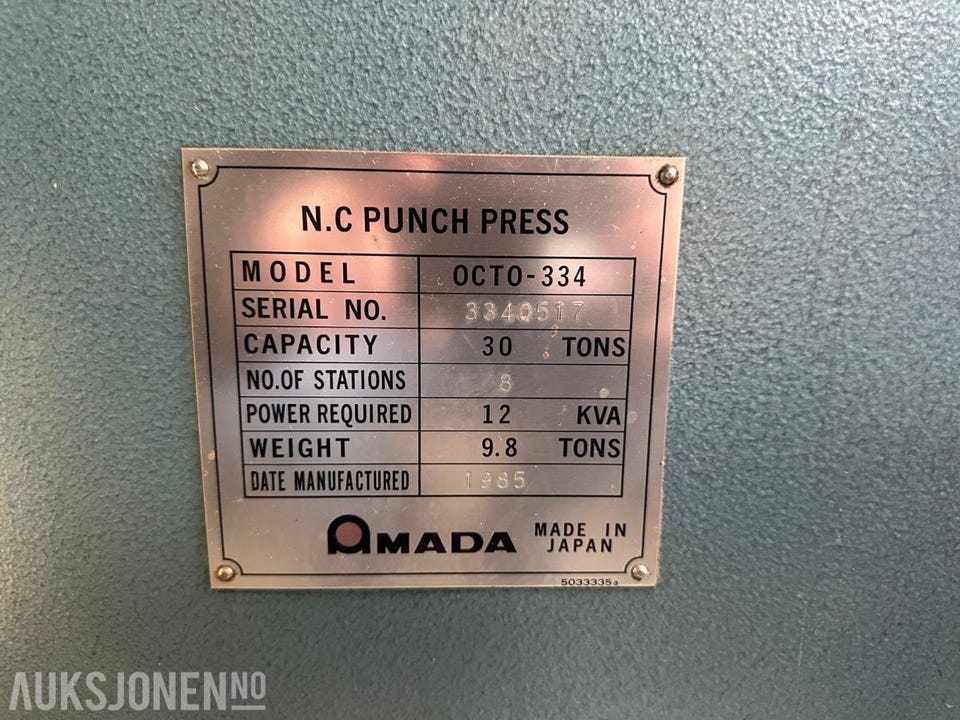 N.C PUNCH PRESS
MODEL OCTO-334
SERIAL NO. 3340517
CAPACITY 30 TONS
NO.OF STATIONS 8
POWER REQUIRED 12 KVA
WEIGHT 9.8 TONS
DATE MANUFACTURED 1985
AMADA MADE IN
JAPAN
5033335a
AUKSJONEN.NO